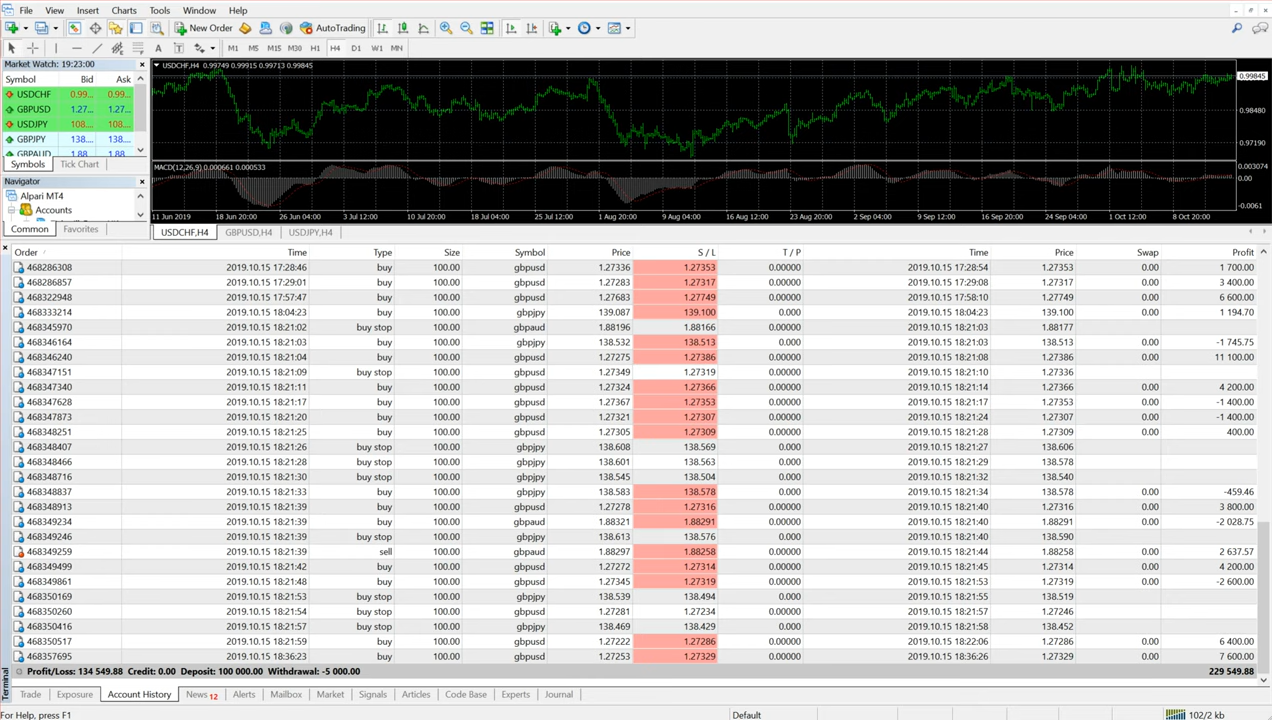 File View Insert Charts Tools Window Help
New Order AutoTrading
A T M1 M5 M15 M30 H1 H4 D1 W1 MN
Market Watch: 19:23:00
Symbol Bid Ask
USDCHF 0.99... 0.99...
GBPUSD 1.27... 1.27...
USDJPY 108.... 108....
GBPJPY 138.... 138....
GBPAUD 1.88 1.88
Symbols Tick Chart
Navigator
Alpari MT4
Accounts
Common Favorites
USDCHF,H4 0.99749 0.99915 0.99713 0.99845
0.99845
0.98480
0.97190
MACD(12,26,9) 0.000661 0.000533
0.003074
0.00
-0.0061
11 Jun 2019 18 Jun 20:00 26 Jun 04:00 3 Jul 12:00 10 Jul 20:00 18 Jul 04:00 25 Jul 12:00 1 Aug 20:00 9 Aug 04:00 16 Aug 12:00 23 Aug 20:00 2 Sep 04:00 9 Sep 12:00 16 Sep 20:00 24 Sep 04:00 1 Oct 12:00 8 Oct 20:00
USDCHF,H4 GBPUSD,H4 USDJPY,H4
Order Time Type Size Symbol Price S / L T / P Time Price Swap Profit
468286308 2019.10.15 17:28:46 buy 100.00 gbpusd 1.27336 1.27353 0.00000 2019.10.15 17:28:54 1.27353 0.00 1 700.00
468286857 2019.10.15 17:29:01 buy 100.00 gbpusd 1.27283 1.27317 0.00000 2019.10.15 17:29:08 1.27317 0.00 3 400.00
468322948 2019.10.15 17:57:47 buy 100.00 gbpusd 1.27683 1.27749 0.00000 2019.10.15 17:58:10 1.27749 0.00 6 600.00
468333214 2019.10.15 18:04:23 buy 100.00 gbpjpy 139.087 139.100 0.000 2019.10.15 18:04:23 139.100 0.00 1 194.70
468345970 2019.10.15 18:21:02 buy stop 100.00 gbpaud 1.88196 1.88166 0.00000 2019.10.15 18:21:03 1.88177
468346164 2019.10.15 18:21:03 buy 100.00 gbpjpy 138.532 138.513 0.000 2019.10.15 18:21:03 138.513 0.00 -1 745.75
468346240 2019.10.15 18:21:04 buy 100.00 gbpusd 1.27275 1.27386 0.00000 2019.10.15 18:21:08 1.27386 0.00 11 100.00
468347151 2019.10.15 18:21:09 buy stop 100.00 gbpusd 1.27349 1.27319 0.00000 2019.10.15 18:21:10 1.27336
468347340 2019.10.15 18:21:11 buy 100.00 gbpusd 1.27324 1.27366 0.00000 2019.10.15 18:21:14 1.27366 0.00 4 200.00
468347628 2019.10.15 18:21:17 buy 100.00 gbpusd 1.27367 1.27353 0.00000 2019.10.15 18:21:17 1.27353 0.00 -1 400.00
468347873 2019.10.15 18:21:20 buy 100.00 gbpusd 1.27321 1.27307 0.00000 2019.10.15 18:21:24 1.27307 0.00 -1 400.00
468348251 2019.10.15 18:21:25 buy 100.00 gbpusd 1.27305 1.27309 0.00000 2019.10.15 18:21:28 1.27309 0.00 400.00
468348407 2019.10.15 18:21:26 buy stop 100.00 gbpjpy 138.608 138.569 0.000 2019.10.15 18:21:27 138.606
468348466 2019.10.15 18:21:28 buy stop 100.00 gbpjpy 138.601 138.563 0.000 2019.10.15 18:21:29 138.578
468348716 2019.10.15 18:21:30 buy stop 100.00 gbpjpy 138.545 138.504 0.000 2019.10.15 18:21:32 138.540
468348837 2019.10.15 18:21:33 buy 100.00 gbpjpy 138.583 138.578 0.000 2019.10.15 18:21:34 138.578 0.00 -459.46
468348913 2019.10.15 18:21:39 buy 100.00 gbpusd 1.27278 1.27316 0.00000 2019.10.15 18:21:40 1.27316 0.00 3 800.00
468349234 2019.10.15 18:21:39 buy 100.00 gbpaud 1.88321 1.88291 0.00000 2019.10.15 18:21:40 1.88291 0.00 -2 028.75
468349246 2019.10.15 18:21:39 buy stop 100.00 gbpjpy 138.613 138.576 0.000 2019.10.15 18:21:40 138.590
468349259 2019.10.15 18:21:39 sell 100.00 gbpaud 1.88297 1.88258 0.00000 2019.10.15 18:21:44 1.88258 0.00 2 637.57
468349499 2019.10.15 18:21:42 buy 100.00 gbpusd 1.27272 1.27314 0.00000 2019.10.15 18:21:45 1.27314 0.00 4 200.00
468349861 2019.10.15 18:21:48 buy 100.00 gbpusd 1.27345 1.27319 0.00000 2019.10.15 18:21:53 1.27319 0.00 -2 600.00
468350169 2019.10.15 18:21:53 buy stop 100.00 gbpjpy 138.539 138.494 0.000 2019.10.15 18:21:55 138.519
468350260 2019.10.15 18:21:54 buy stop 100.00 gbpusd 1.27281 1.27234 0.00000 2019.10.15 18:21:57 1.27246
468350416 2019.10.15 18:21:57 buy stop 100.00 gbpjpy 138.469 138.429 0.000 2019.10.15 18:21:58 138.452
468350517 2019.10.15 18:21:59 buy 100.00 gbpusd 1.27222 1.27286 0.00000 2019.10.15 18:22:06 1.27286 0.00 6 400.00
468357695 2019.10.15 18:36:23 buy 100.00 gbpusd 1.27253 1.27329 0.00000 2019.10.15 18:36:26 1.27329 0.00 7 600.00
Profit/Loss: 134 549.88 Credit: 0.00 Deposit: 100 000.00 Withdrawal: -5 000.00 229 549.88
Terminal
Trade Exposure Account History News 12 Alerts Mailbox Market Signals Articles Code Base Experts Journal
For Help, press F1 Default 102/2 kb